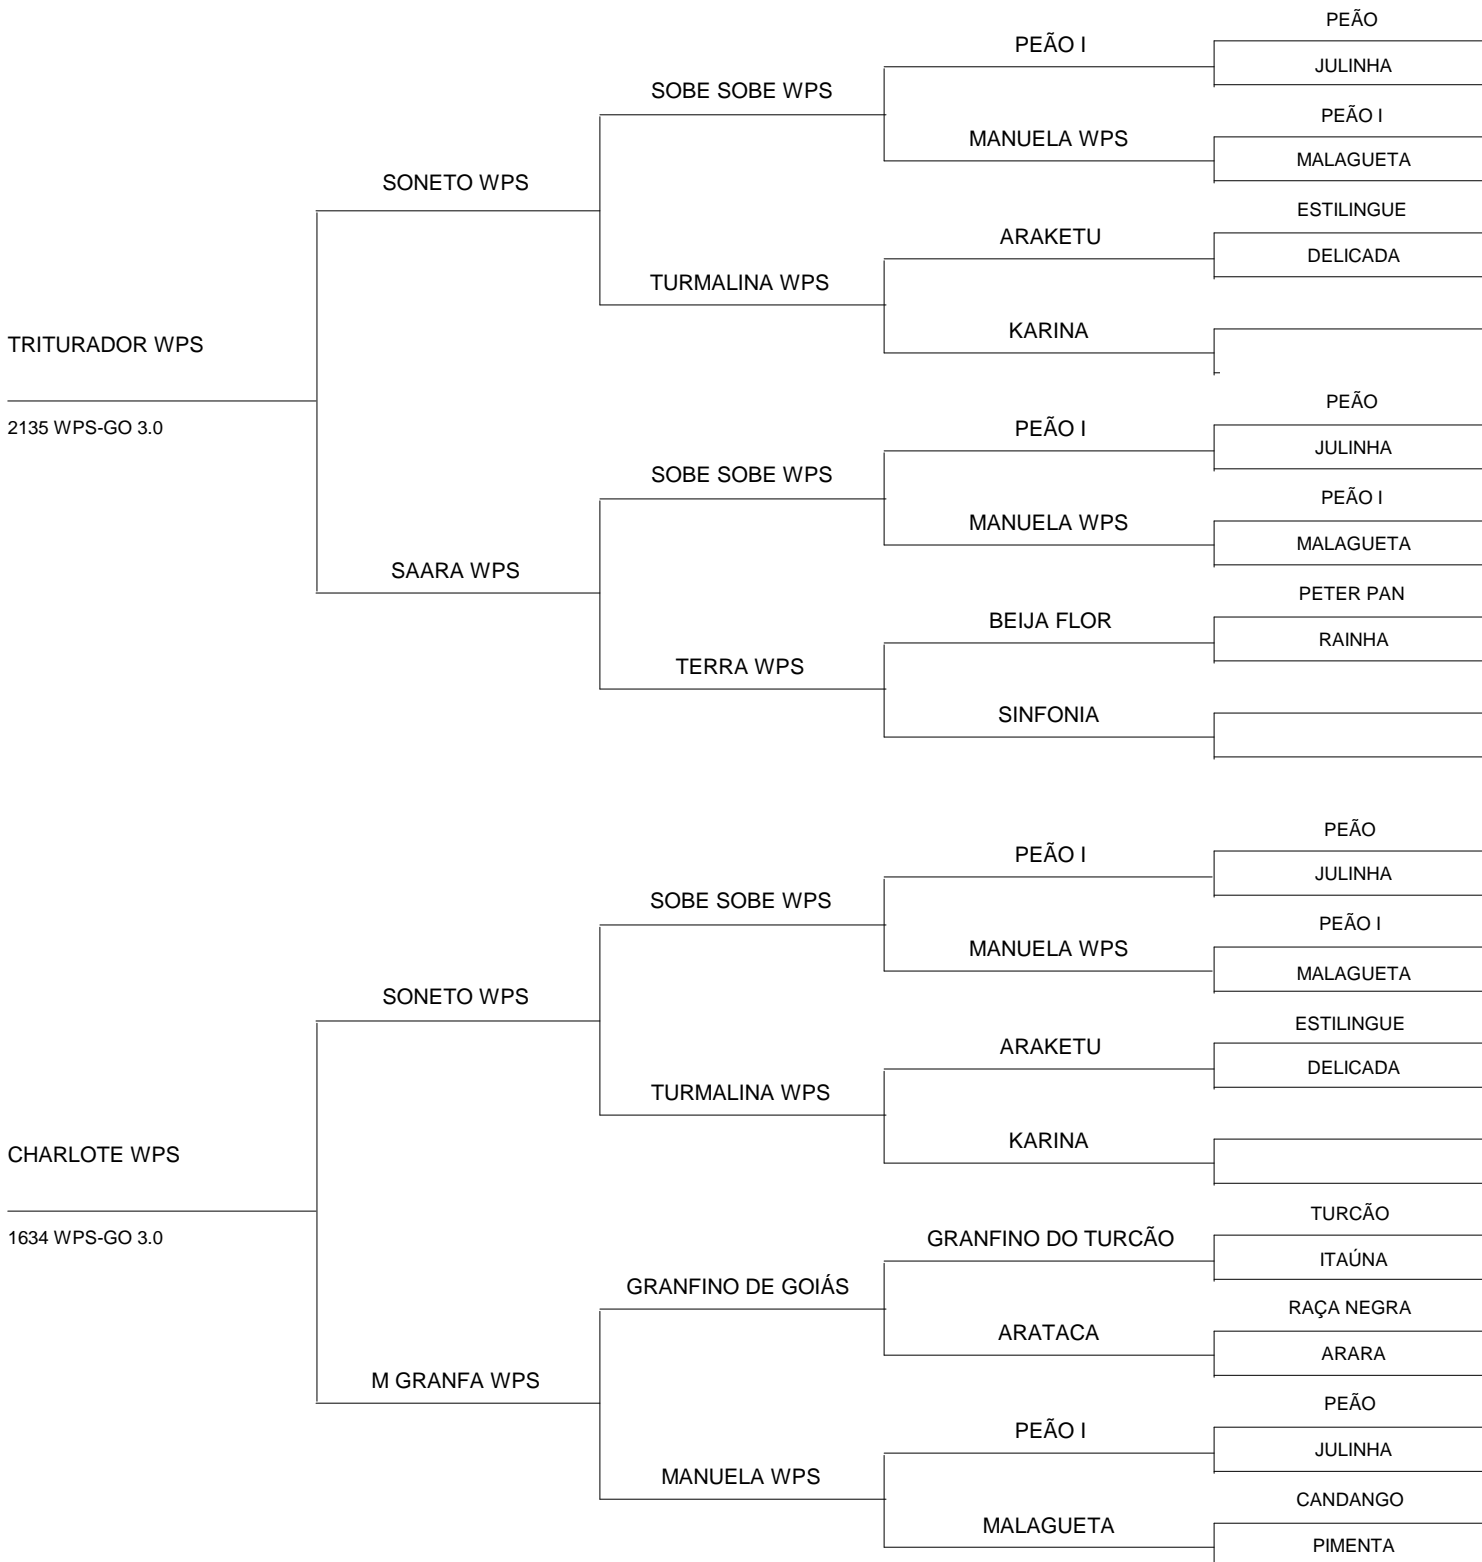 PEÃO
PEÃO I
JULINHA
SOBE SOBE WPS
PEÃO I
MANUELA WPS
MALAGUETA
SONETO WPS
ESTILINGUE
ARAKETU
DELICADA
TURMALINA WPS
KARINA
TRITURADOR WPS
PEÃO
2135 WPS-GO 3.0
PEÃO I
JULINHA
SOBE SOBE WPS
PEÃO I
MANUELA WPS
MALAGUETA
SAARA WPS
PETER PAN
BEIJA FLOR
RAINHA
TERRA WPS
SINFONIA
PEÃO
PEÃO I
JULINHA
SOBE SOBE WPS
PEÃO I
MANUELA WPS
MALAGUETA
SONETO WPS
ESTILINGUE
ARAKETU
DELICADA
TURMALINA WPS
KARINA
CHARLOTE WPS
TURCÃO
1634 WPS-GO 3.0
GRANFINO DO TURCÃO
ITAÚNA
GRANFINO DE GOIÁS
RAÇA NEGRA
ARATACA
ARARA
M GRANFA WPS
PEÃO
PEÃO I
JULINHA
MANUELA WPS
CANDANGO
MALAGUETA
PIMENTA